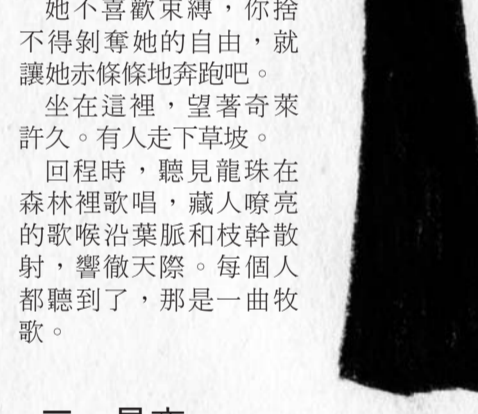 她不喜歡束縛，你捨
不得剝奪她的自由，就
讓她赤條條地奔跑吧。
坐在這裡，望著奇萊
許久。有人走下草坡。
回程時，聽見龍珠在
森林裡歌唱，藏人嘹亮
的歌喉沿葉脈和枝幹散
射，響徹天際。每個人
都聽到了，那是一曲牧
歌。